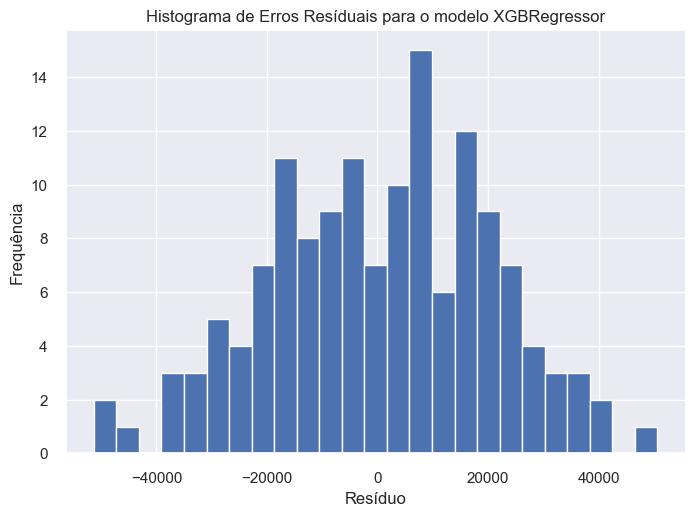 Histograma de Erros Resíduais para o modelo XGBRegressor
Frequência
14
12
10
8
6
4
2
0
−40000 −20000 0 20000 40000
Resíduo